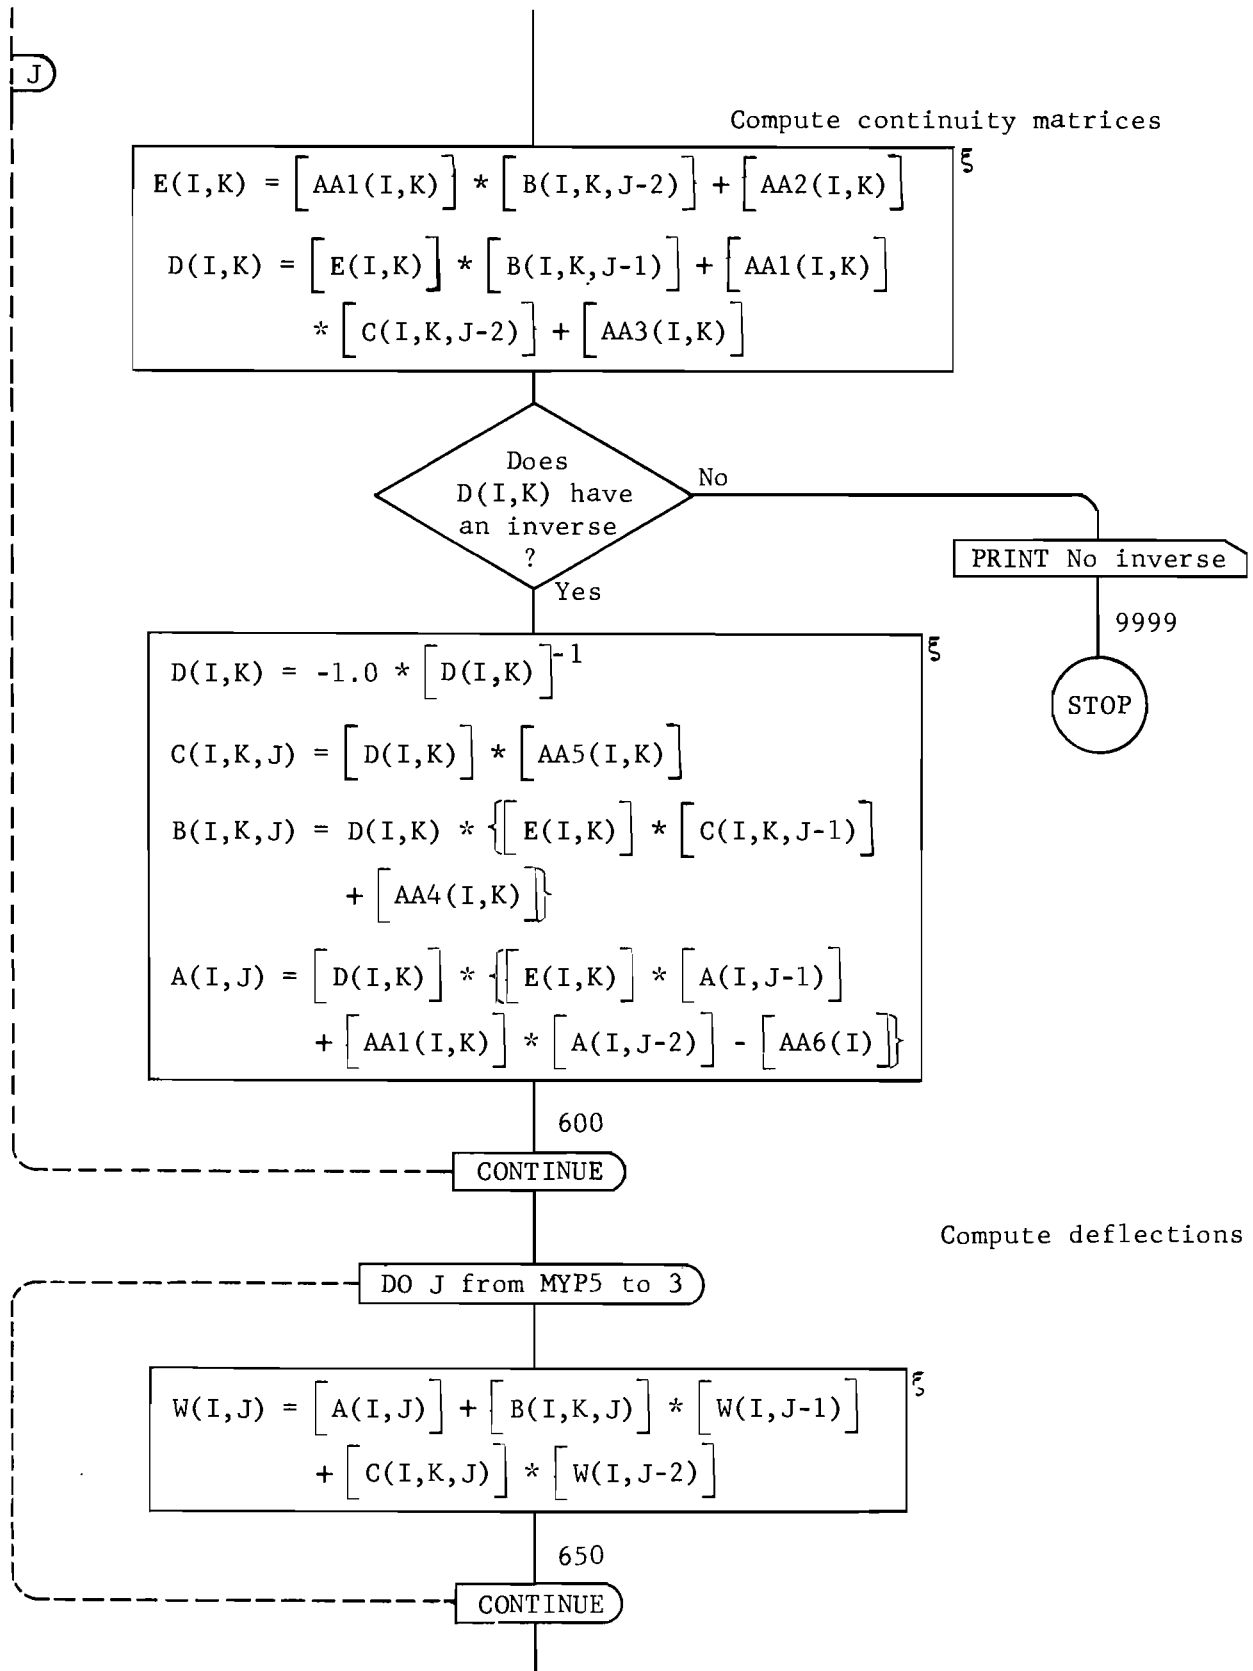 J
Compute continuity matrices
ξ
E(I,K) = [AA1(I,K)] * [B(I,K,J-2)] + [AA2(I,K)]
D(I,K) = [E(I,K)] * [B(I,K,J-1)] + [AA1(I,K)]
* [C(I,K,J-2)] + [AA3(I,K)]
Does
D(I,K) have
an inverse
?
No
PRINT No inverse
9999
STOP
Yes
ξ
D(I,K) = -1.0 * [D(I,K)]-1
C(I,K,J) = [D(I,K)] * [AA5(I,K)]
B(I,K,J) = D(I,K) * {[E(I,K)] * [C(I,K,J-1)]
+ [AA4(I,K)]}
A(I,J) = [D(I,K)] * {[E(I,K)] * [A(I,J-1)]
+ [AA1(I,K)] * [A(I,J-2)] - [AA6(I)]}
600
CONTINUE
Compute deflections
DO J from MYP5 to 3
ξ
W(I,J) = [A(I,J)] + [B(I,K,J)] * [W(I,J-1)]
+ [C(I,K,J)] * [W(I,J-2)]
650
CONTINUE